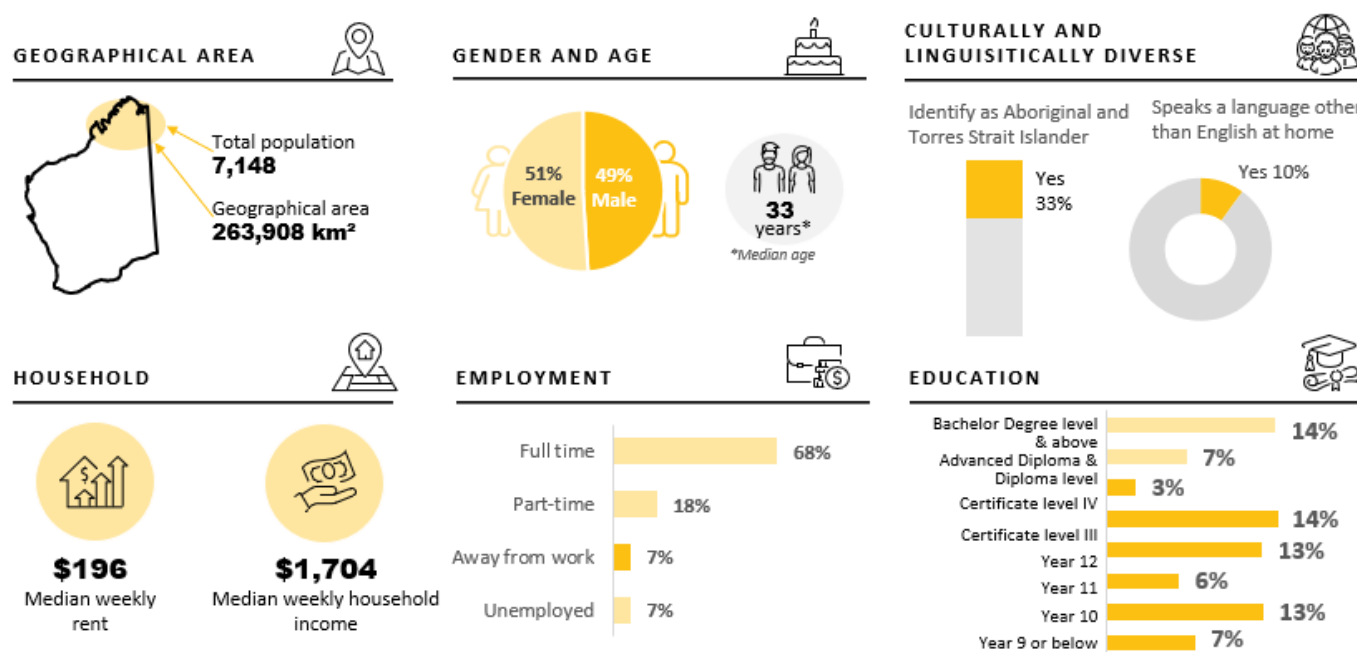 GEOGRAPHICAL AREA
Total population
7,148
Geographical area
263,908 km²
GENDER AND AGE
51%
Female
49%
Male
33
years*
*Median age
CULTURALLY AND
LINGUISITICALLY DIVERSE
Identify as Aboriginal and
Torres Strait Islander
Yes
33%
Speaks a language other
than English at home
Yes 10%
HOUSEHOLD
$
$196
Median weekly
rent
$1,704
Median weekly household
income
EMPLOYMENT
$
Full time 68%
Part-time 18%
Away from work 7%
Unemployed 7%
EDUCATION
Bachelor Degree level
& above
14%
Advanced Diploma &
Diploma level
7%
Certificate level IV
3%
Certificate level III
14%
Year 12
13%
Year 11
6%
Year 10
13%
Year 9 or below
7%